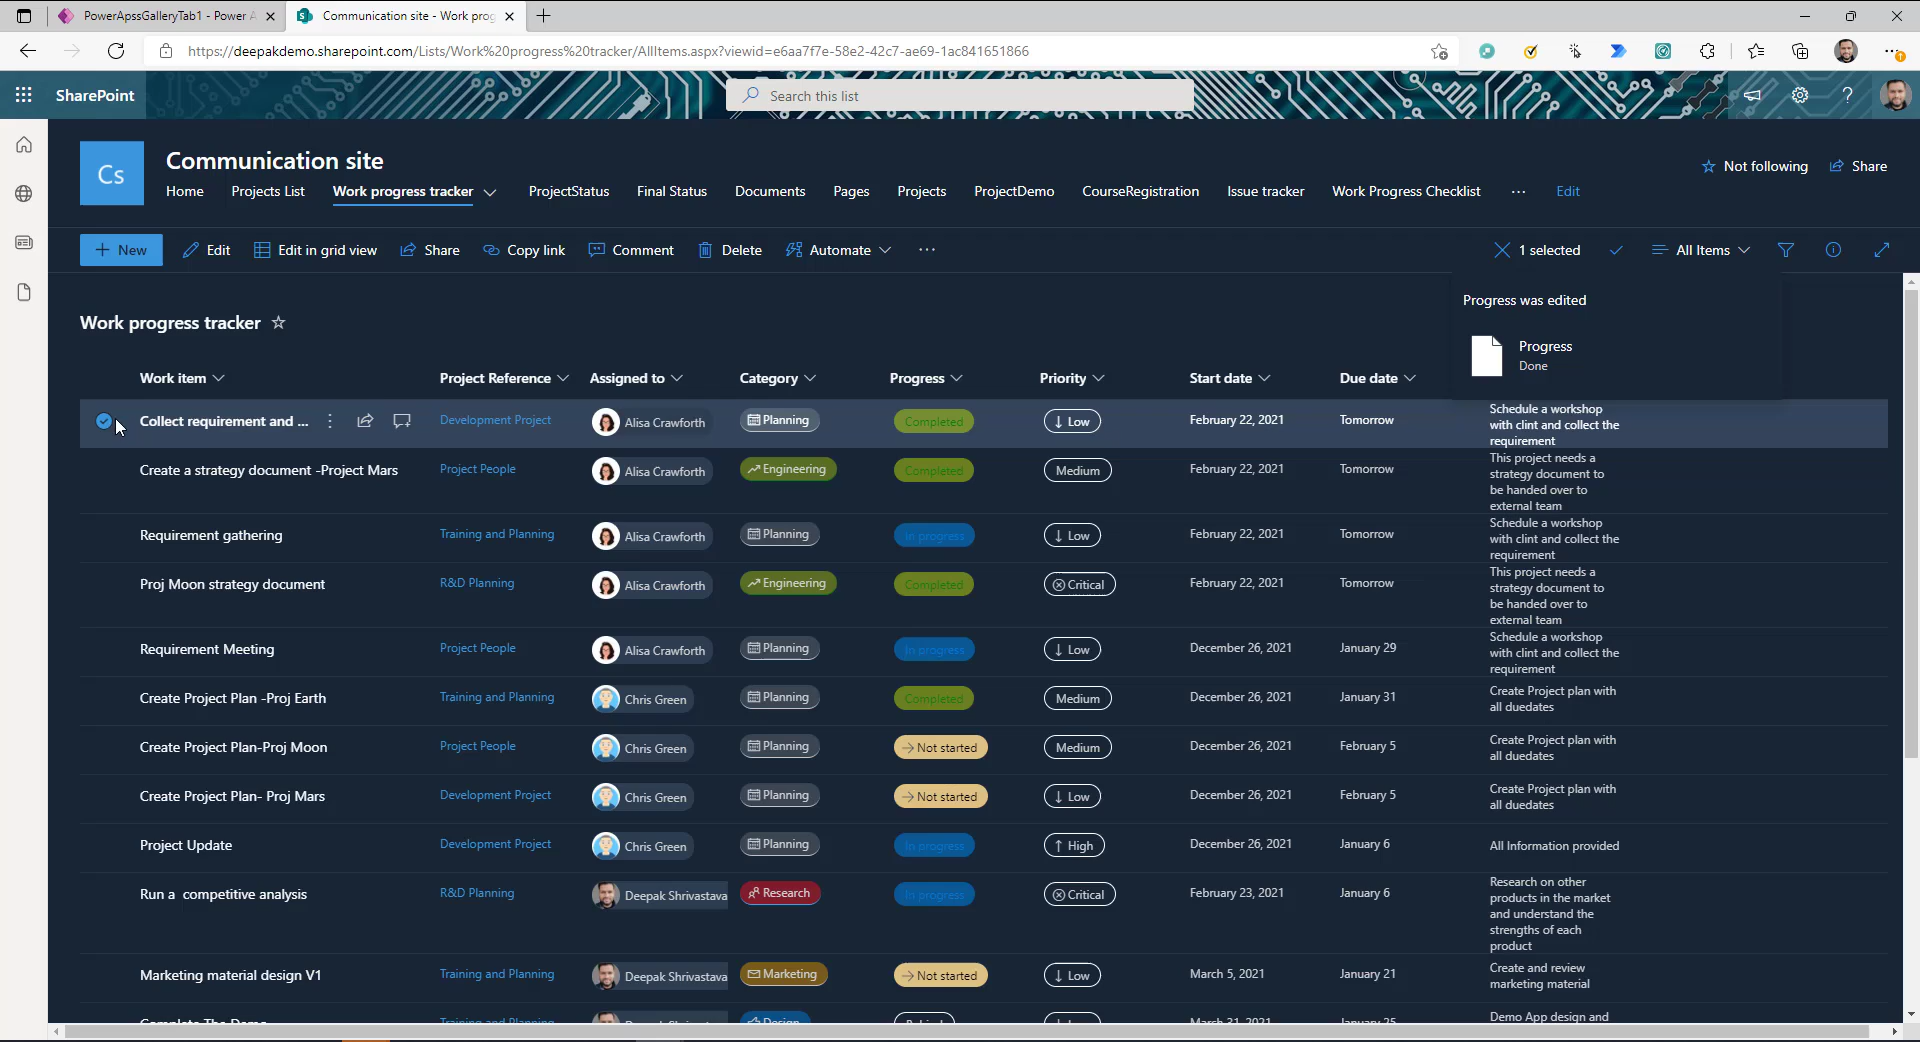 PowerApssGalleryTab1 - Power A
Communication site - Work prog
https://deepakdemo.sharepoint.com/Lists/Work%20progress%20tracker/AllItems.aspx?viewid=e6aa7f7e-58e2-42c7-ae69-1ac841651866
SharePoint
Search this list
Cs
Communication site
Not following
Share
Home
Projects List
Work progress tracker
ProjectStatus
Final Status
Documents
Pages
Projects
ProjectDemo
CourseRegistration
Issue tracker
Work Progress Checklist
Edit
New
Edit
Edit in grid view
Share
Copy link
Comment
Delete
Automate
1 selected
All Items
Progress was edited
Progress
Done
Work progress tracker
Work item Project Reference Assigned to Category Progress Priority Start date Due date
Collect requirement and ... Development Project Alisa Crawforth Planning Completed Low February 22, 2021 Tomorrow
Schedule a workshop
with clint and collect the
requirement
Create a strategy document -Project Mars Project People Alisa Crawforth Engineering Completed Medium February 22, 2021 Tomorrow
This project needs a
strategy document to
be handed over to
external team
Requirement gathering Training and Planning Alisa Crawforth Planning In progress Low February 22, 2021 Tomorrow
Schedule a workshop
with clint and collect the
requirement
Proj Moon strategy document R&D Planning Alisa Crawforth Engineering Completed Critical February 22, 2021 Tomorrow
This project needs a
strategy document to
be handed over to
external team
Requirement Meeting Project People Alisa Crawforth Planning In progress Low December 26, 2021 January 29
Schedule a workshop
with clint and collect the
requirement
Create Project Plan -Proj Earth Training and Planning Chris Green Planning Completed Medium December 26, 2021 January 31
Create Project plan with
all duedates
Create Project Plan-Proj Moon Project People Chris Green Planning Not started Medium December 26, 2021 February 5
Create Project plan with
all duedates
Create Project Plan- Proj Mars Development Project Chris Green Planning Not started Low December 26, 2021 February 5
Create Project plan with
all duedates
Project Update Development Project Chris Green Planning In progress High December 26, 2021 January 6
All Information provided
Run a competitive analysis R&D Planning Deepak Shrivastava Research In progress Critical February 23, 2021 January 6
Research on other
products in the market
and understand the
strengths of each
product
Marketing material design V1 Training and Planning Deepak Shrivastava Marketing Not started Low March 5, 2021 January 21
Create and review
marketing material
Complete The Demo Training and Planning Design March 31, 2021 January 25
Demo App design and